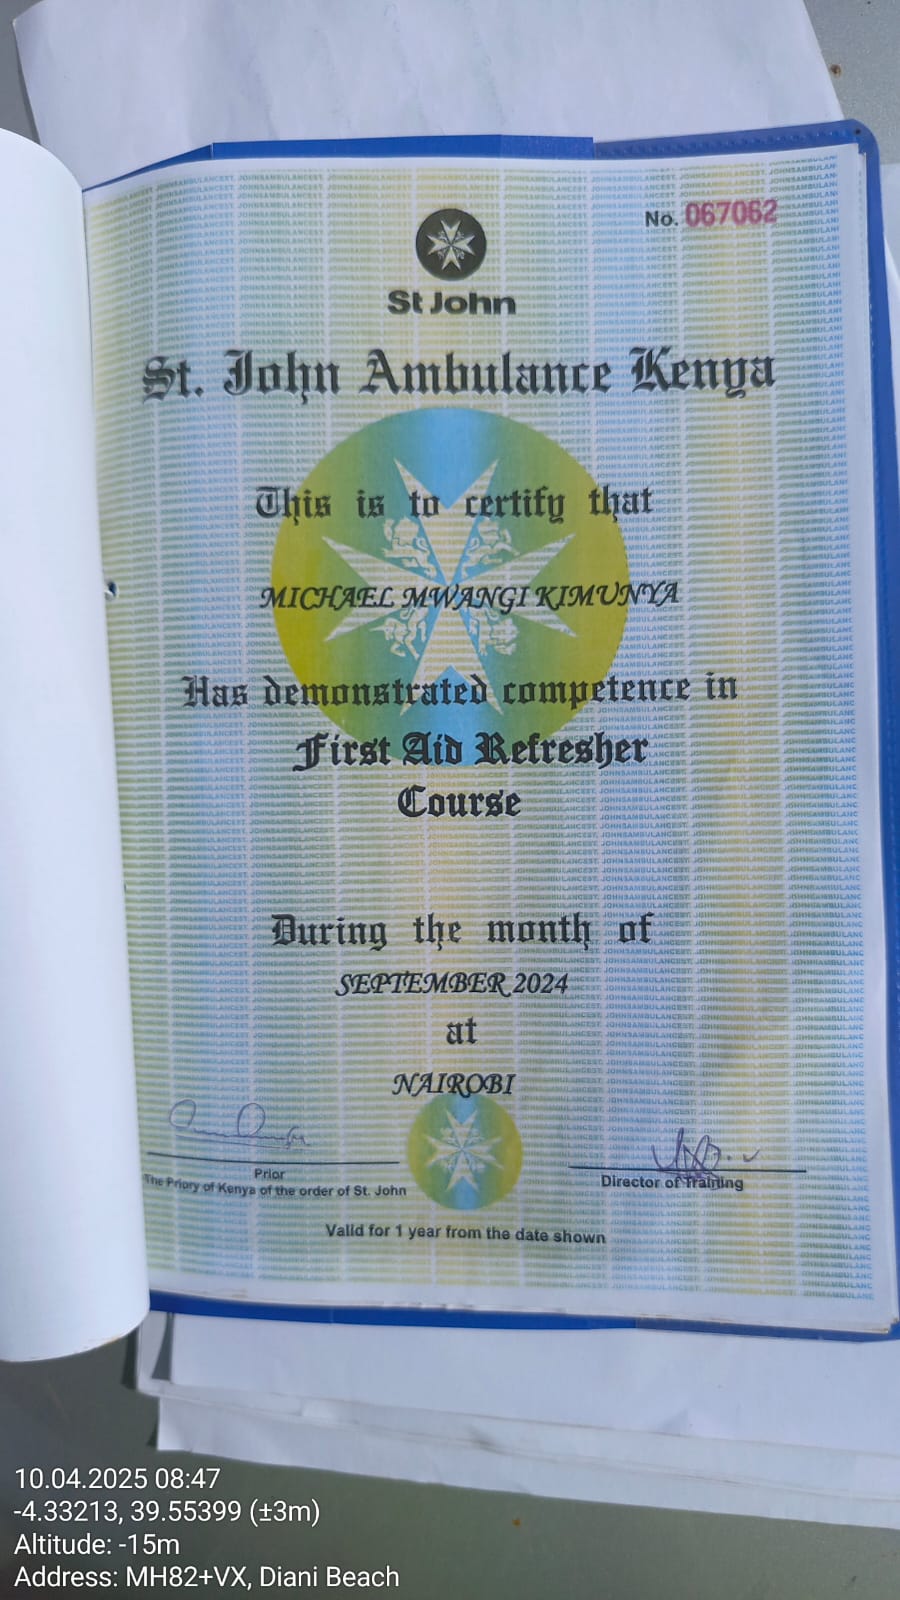 No. 067062
St John
St. John Ambulance Kenya
This is to certify that
MICHAEL MWANGI KIMUNYA
Has demonstrated competence in
First Aid Refresher
Course
During the month of
SEPTEMBER 2024
at
NAIROBI
Prior
The Priory of Kenya of the order of St. John
Director of Training
Valid for 1 year from the date shown
10.04.2025 08:47
-4.33213, 39.55399 (±3m)
Altitude: -15m
Address: MH82+VX, Diani Beach